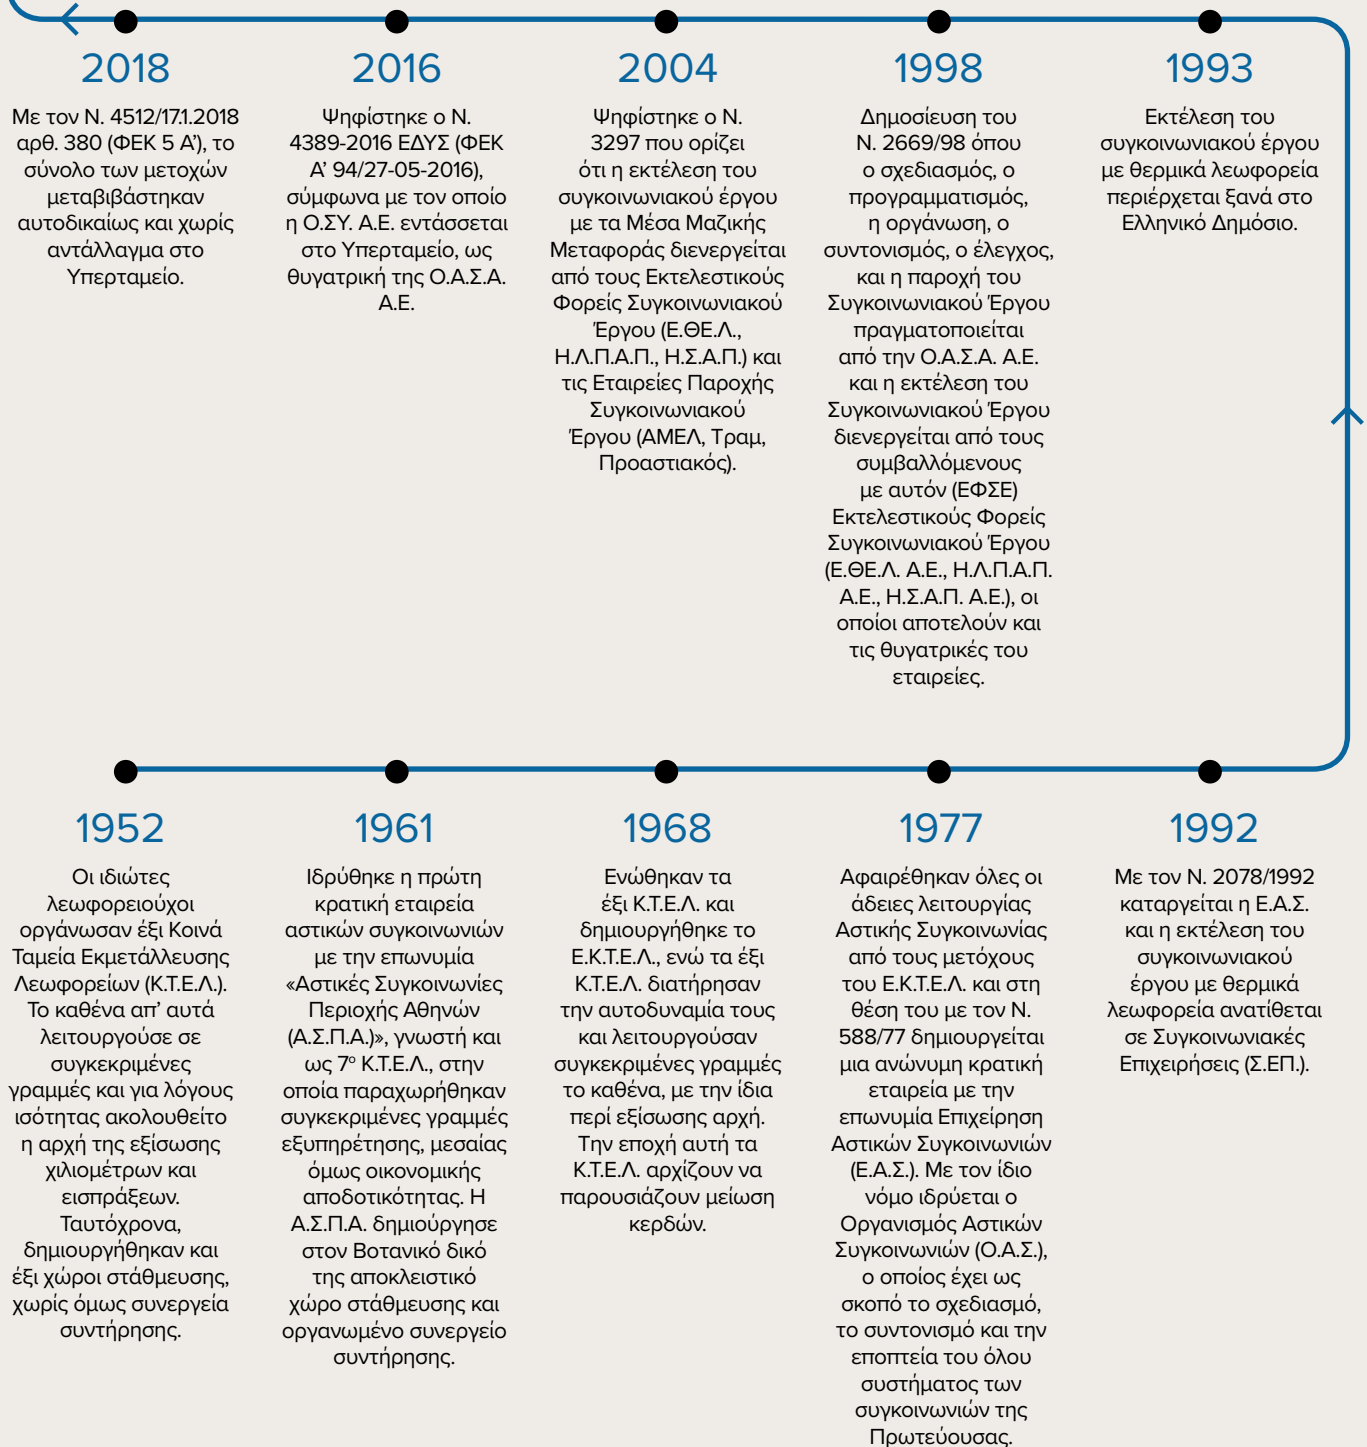 2018
Με τον Ν. 4512/17.1.2018
αρθ. 380 (ΦΕΚ 5 Α’), το
σύνολο των μετοχών
μεταβιβάστηκαν
αυτοδικαίως και χωρίς
αντάλλαγμα στο
Υπερταμείο.
2016
Ψηφίστηκε ο Ν.
4389-2016 ΕΔΥΣ (ΦΕΚ
Α’ 94/27-05-2016),
σύμφωνα με τον οποίο
η Ο.ΣΥ. Α.Ε. εντάσσεται
στο Υπερταμείο, ως
θυγατρική της Ο.Α.Σ.Α.
Α.Ε.
2004
Ψηφίστηκε ο Ν.
3297 που ορίζει
ότι η εκτέλεση του
συγκοινωνιακού έργου
με τα Μέσα Μαζικής
Μεταφοράς διενεργείται
από τους Εκτελεστικούς
Φορείς Συγκοινωνιακού
Έργου (Ε.ΘΕ.Λ.,
Η.Λ.Π.Α.Π., Η.Σ.Α.Π.) και
τις Εταιρείες Παροχής
Συγκοινωνιακού
Έργου (ΑΜΕΛ, Τραμ,
Προαστιακός).
1998
Δημοσίευση του
Ν. 2669/98 όπου
ο σχεδιασμός, ο
προγραμματισμός,
η οργάνωση, ο
συντονισμός, ο έλεγχος,
και η παροχή του
Συγκοινωνιακού Έργου
πραγματοποιείται
από την Ο.Α.Σ.Α. Α.Ε.
και η εκτέλεση του
Συγκοινωνιακού Έργου
διενεργείται από τους
συμβαλλόμενους
με αυτόν (ΕΦΣΕ)
Εκτελεστικούς Φορείς
Συγκοινωνιακού Έργου
(Ε.ΘΕ.Λ. Α.Ε., Η.Λ.Π.Α.Π.
Α.Ε., Η.Σ.Α.Π. Α.Ε.), οι
οποίοι αποτελούν και
τις θυγατρικές του
εταιρείες.
1993
Εκτέλεση του
συγκοινωνιακού έργου
με θερμικά λεωφορεία
περιέρχεται ξανά στο
Ελληνικό Δημόσιο.
1952
Οι ιδιώτες
λεωφορειούχοι
οργάνωσαν έξι Κοινά
Ταμεία Εκμετάλλευσης
Λεωφορείων (Κ.Τ.Ε.Λ.).
Το καθένα απ’ αυτά
λειτουργούσε σε
συγκεκριμένες
γραμμές και για λόγους
ισότητας ακολουθείτο
η αρχή της εξίσωσης
χιλιομέτρων και
εισπράξεων.
Ταυτόχρονα,
δημιουργήθηκαν και
έξι χώροι στάθμευσης,
χωρίς όμως συνεργεία
συντήρησης.
1961
Ιδρύθηκε η πρώτη
κρατική εταιρεία
αστικών συγκοινωνιών
με την επωνυμία
«Αστικές Συγκοινωνίες
Περιοχής Αθηνών
(Α.Σ.Π.Α.)», γνωστή και
ως 7ο Κ.Τ.Ε.Λ., στην
οποία παραχωρήθηκαν
συγκεκριμένες γραμμές
εξυπηρέτησης, μεσαίας
όμως οικονομικής
αποδοτικότητας. Η
Α.Σ.Π.Α. δημιούργησε
στον Βοτανικό δικό
της αποκλειστικό
χώρο στάθμευσης και
οργανωμένο συνεργείο
συντήρησης.
1968
Ενώθηκαν τα
έξι Κ.Τ.Ε.Λ. και
δημιουργήθηκε το
Ε.Κ.Τ.Ε.Λ., ενώ τα έξι
Κ.Τ.Ε.Λ. διατήρησαν
την αυτοδυναμία τους
και λειτουργούσαν
συγκεκριμένες γραμμές
το καθένα, με την ίδια
περί εξίσωσης αρχή.
Την εποχή αυτή τα
Κ.Τ.Ε.Λ. αρχίζουν να
παρουσιάζουν μείωση
κερδών.
1977
Αφαιρέθηκαν όλες οι
άδειες λειτουργίας
Αστικής Συγκοινωνίας
από τους μετόχους
του Ε.Κ.Τ.Ε.Λ. και στη
θέση του με τον Ν.
588/77 δημιουργείται
μια ανώνυμη κρατική
εταιρεία με την
επωνυμία Επιχείρηση
Αστικών Συγκοινωνιών
(Ε.Α.Σ.). Με τον ίδιο
νόμο ιδρύεται ο
Οργανισμός Αστικών
Συγκοινωνιών (Ο.Α.Σ.),
ο οποίος έχει ως
σκοπό το σχεδιασμό,
το συντονισμό και την
εποπτεία του όλου
συστήματος των
συγκοινωνιών της
Πρωτεύουσας.
1992
Με τον Ν. 2078/1992
καταργείται η Ε.Α.Σ.
και η εκτέλεση του
συγκοινωνιακού
έργου με θερμικά
λεωφορεία ανατίθεται
σε Συγκοινωνιακές
Επιχειρήσεις (Σ.ΕΠ.).